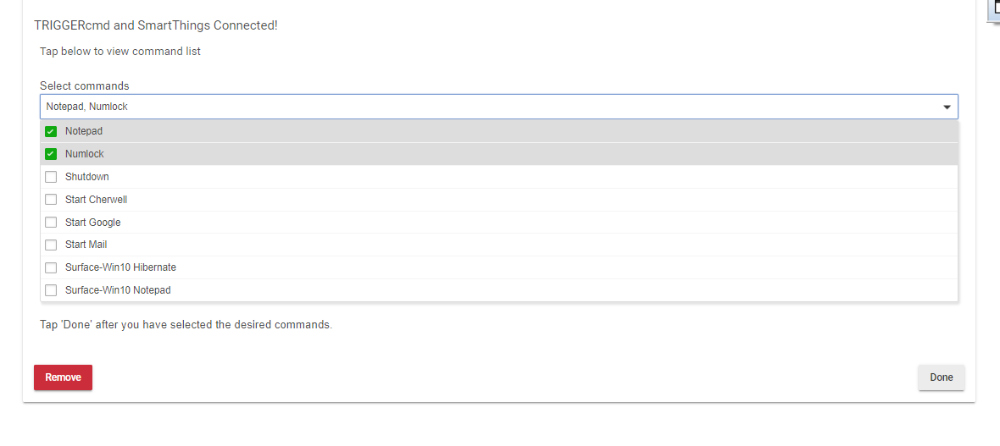 TRIGGERcmd and SmartThings Connected!
Tap below to view command list
Select commands
Notepad, Numlock
Notepad
Numlock
Shutdown
Start Cherwell
Start Google
Start Mail
Surface-Win10 Hibernate
Surface-Win10 Notepad
Tap 'Done' after you have selected the desired commands.
Remove
Done